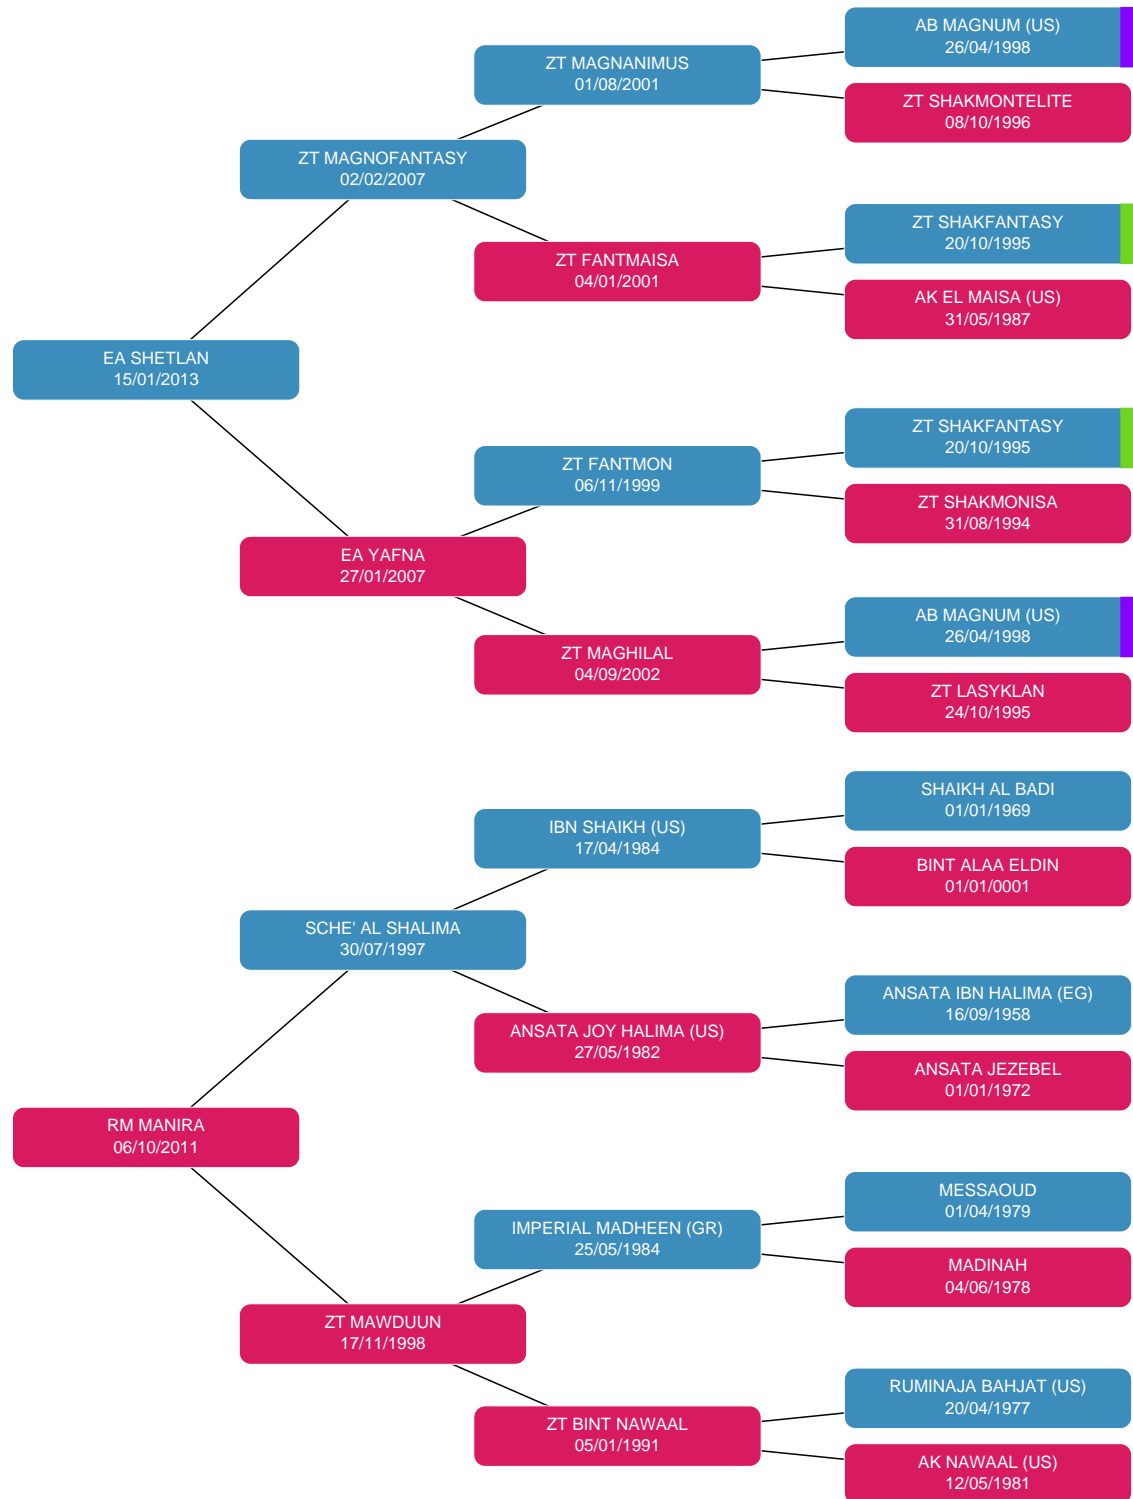 AB MAGNUM (US)
26/04/1998
ZT MAGNANIMUS
01/08/2001
ZT SHAKMONTELITE
08/10/1996
ZT MAGNOFANTASY
02/02/2007
ZT SHAKFANTASY
20/10/1995
ZT FANTMAISA
04/01/2001
AK EL MAISA (US)
31/05/1987
EA SHETLAN
15/01/2013
ZT SHAKFANTASY
20/10/1995
ZT FANTMON
06/11/1999
ZT SHAKMONISA
31/08/1994
EA YAFNA
27/01/2007
AB MAGNUM (US)
26/04/1998
ZT MAGHILAL
04/09/2002
ZT LASYKLAN
24/10/1995
SHAIKH AL BADI
01/01/1969
IBN SHAIKH (US)
17/04/1984
BINT ALAA ELDIN
01/01/0001
SCHE' AL SHALIMA
30/07/1997
ANSATA IBN HALIMA (EG)
16/09/1958
ANSATA JOY HALIMA (US)
27/05/1982
ANSATA JEZEBEL
01/01/1972
RM MANIRA
06/10/2011
MESSAOUD
01/04/1979
IMPERIAL MADHEEN (GR)
25/05/1984
MADINAH
04/06/1978
ZT MAWDUUN
17/11/1998
RUMINAJA BAHJAT (US)
20/04/1977
ZT BINT NAWAAL
05/01/1991
AK NAWAAL (US)
12/05/1981